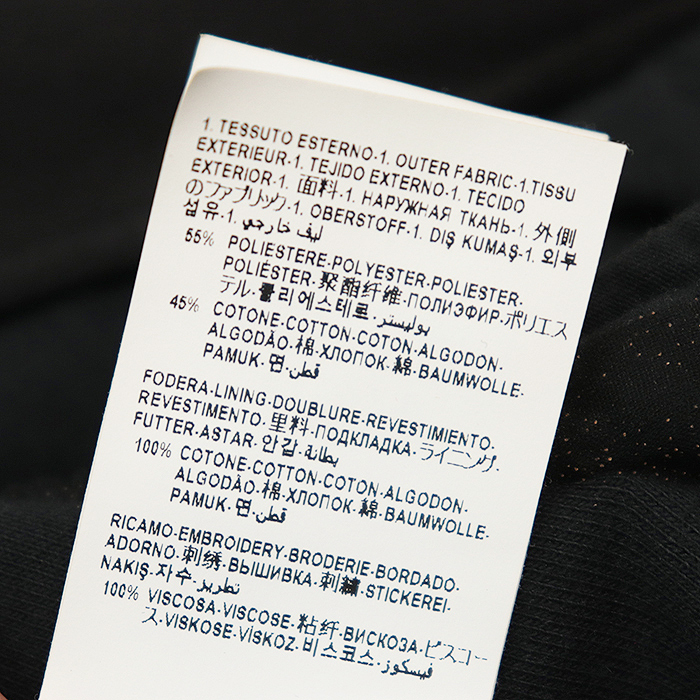 1. TESSUTO ESTERNO-1. OUTER FABRIC-1.TISSU
EXTERIEUR-1. TEJIDO EXTERNO-1. TECIDO
EXTERIOR-1. 面料-1. НАРУЖНАЯ ТКАНЬ-1. 外側
のファブリック-1. OBERSTOFF-1. DIŞ KUMAŞ-1. 외부
섬유-1. ليف خارجي
55% POLIESTERE-POLYESTER-POLIESTER-
POLIÉSTER-聚酯纤维-ПОЛИЭФИР-ポリエス
テル-폴리에스테르-بوليستر
45% COTONE-COTTON-COTON-ALGODON-
ALGODÃO-棉-ХЛОПОК-綿-BAUMWOLLE-
PAMUK-면-قطن
FODERA-LINING-DOUBLURE-REVESTIMIENTO-
REVESTIMENTO-里料-ПОДКЛАДКА-ライニング-
FUTTER-ASTAR-안감-بطانة
100% COTONE-COTTON-COTON-ALGODON-
ALGODÃO-棉-ХЛОПОК-綿-BAUMWOLLE-
PAMUK-면-قطن
RICAMO-EMBROIDERY-BRODERIE-BORDADO-
ADORNO-刺绣-ВЫШИВКА-刺繍-STICKEREI-
NAKIŞ-자수-تطريز
100% VISCOSA-VISCOSE-粘纤-ВИСКОЗА-ビスコー
ス-VISKOSE-VİSKOZ-비스코스-فيسكوز